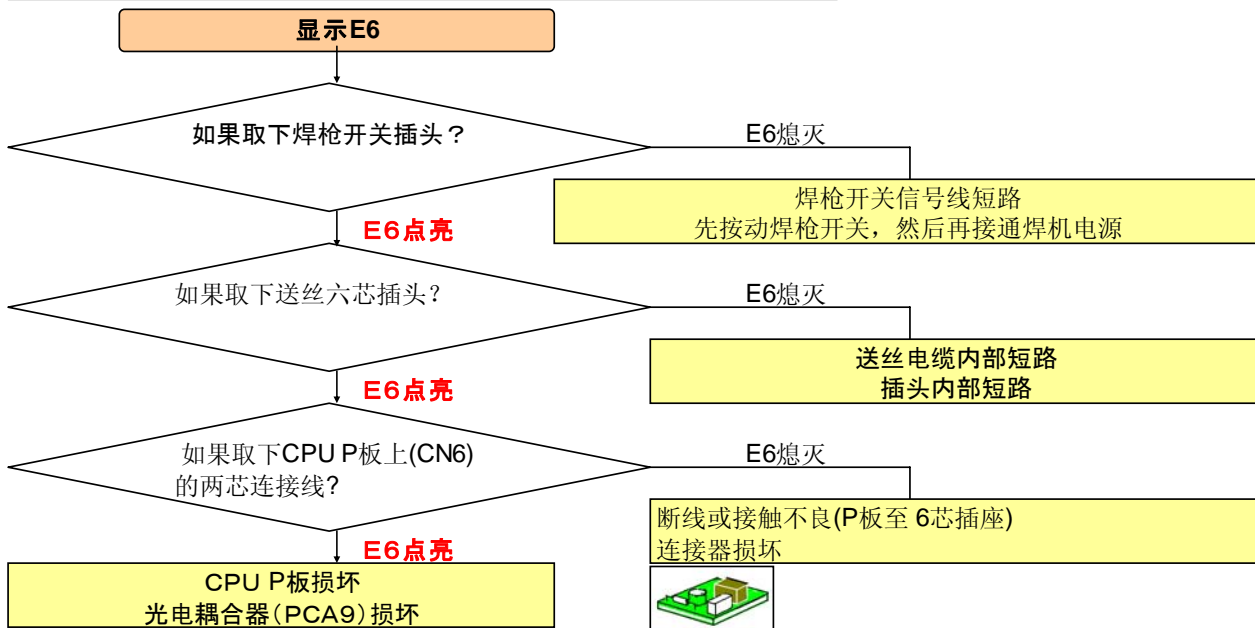 显示E6
如果取下焊枪开关插头？
E6熄灭
焊枪开关信号线短路
先按动焊枪开关，然后再接通焊机电源
E6点亮
如果取下送丝六芯插头?
E6熄灭
送丝电缆内部短路
插头内部短路
E6点亮
如果取下CPU P板上(CN6)
的两芯连接线?
E6熄灭
断线或接触不良(P板至 6芯插座)
连接器损坏
E6点亮
CPU P板损坏
光电耦合器（PCA9）损坏